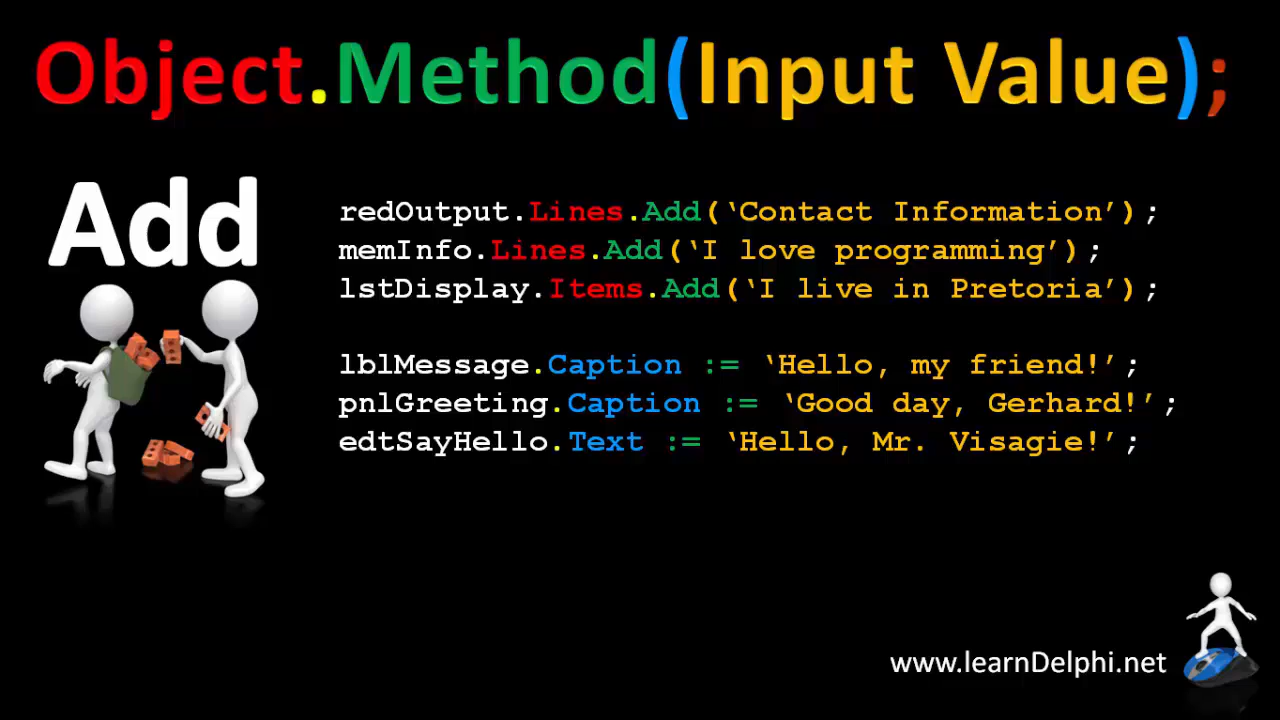 Object.Method(Input Value);
Add
redOutput.Lines.Add(‘Contact Information’);
memInfo.Lines.Add(‘I love programming’);
lstDisplay.Items.Add(‘I live in Pretoria’);
lblMessage.Caption := ‘Hello, my friend!’;
pnlGreeting.Caption := ‘Good day, Gerhard!’;
edtSayHello.Text := ‘Hello, Mr. Visagie!’;
www.learnDelphi.net